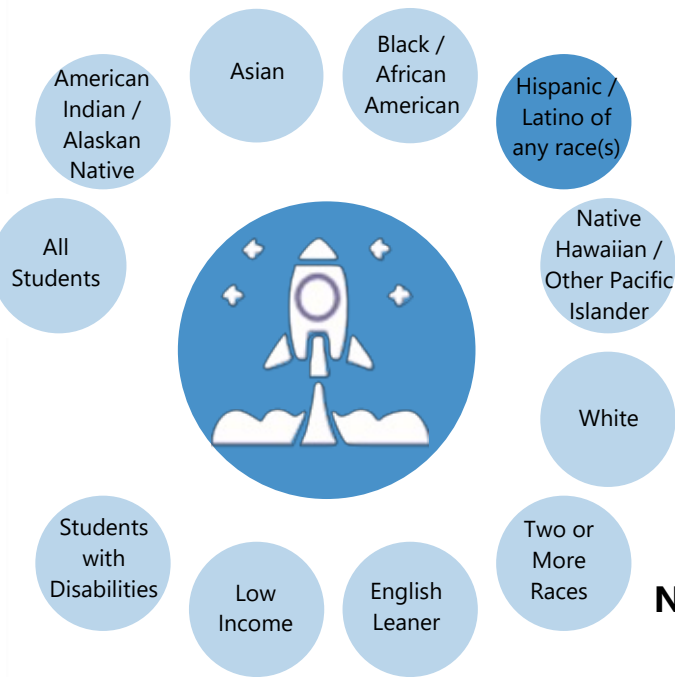 American
Indian /
Alaskan
Native
Asian
Black /
African
American
Hispanic /
Latino of
any race(s)
All
Students
Native
Hawaiian /
Other Pacific
Islander
White
Students
with
Disabilities
Low
Income
English
Leaner
Two or
More
Races
N